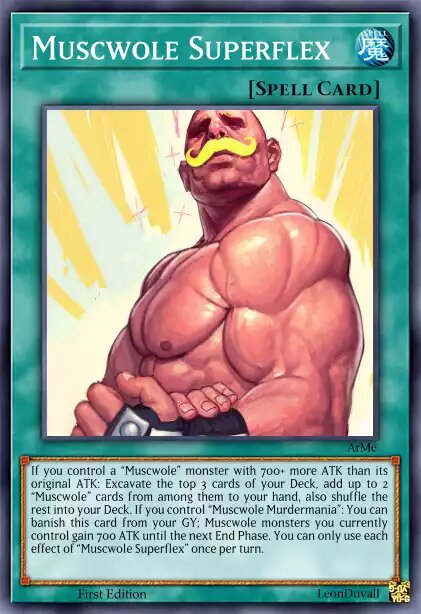 Muscwole Superflex
SPELL
魔
[Spell Card]
ArMe
If you control a “Muscwole” monster with 700+ more ATK than its
original ATK: Excavate the top 3 cards of your Deck, add up to 2
“Muscwole” cards from among them to your hand, also shuffle the
rest into your Deck. If you control “Muscwole Murdermania”: You can
banish this card from your GY; Muscwole monsters you currently
control gain 700 ATK until the next End Phase. You can only use each
effect of “Muscwole Superflex” once per turn.
First Edition
LeonDuvall